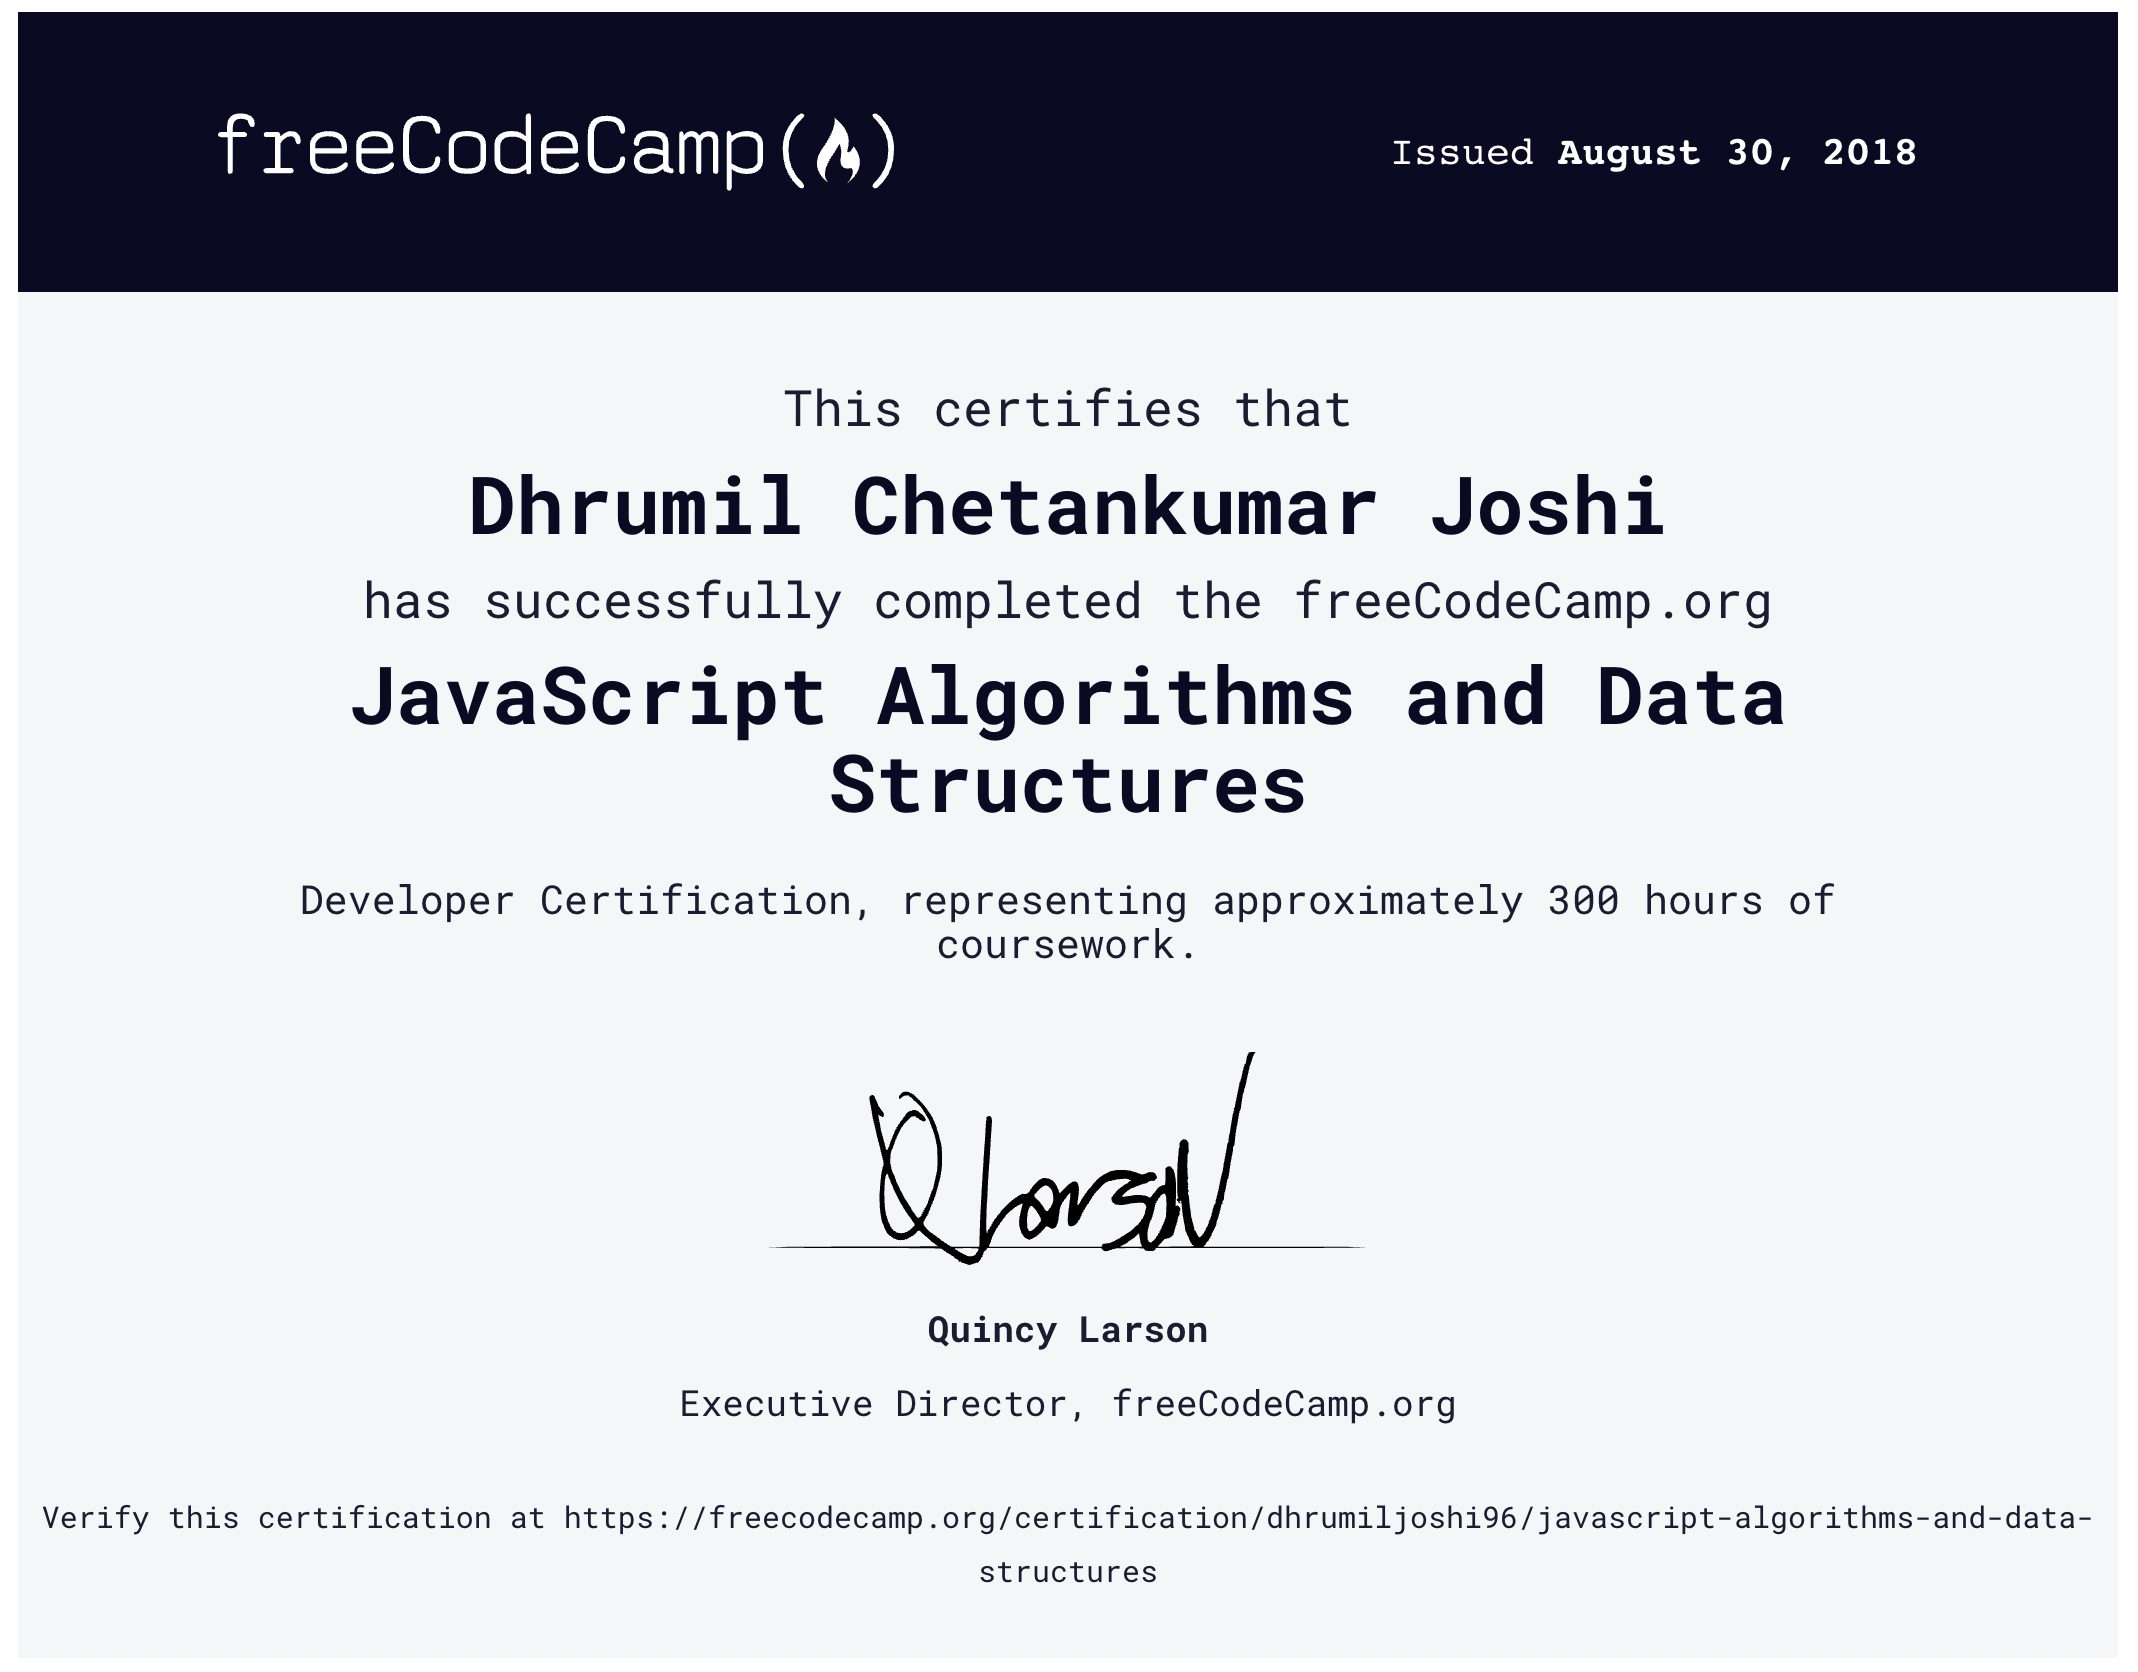 freeCodeCamp(🔥)
Issued August 30, 2018
This certifies that
Dhrumil Chetankumar Joshi
has successfully completed the freeCodeCamp.org
JavaScript Algorithms and Data
Structures
Developer Certification, representing approximately 300 hours of
coursework.
QLarson
Quincy Larson
Executive Director, freeCodeCamp.org
Verify this certification at https://freecodecamp.org/certification/dhrumiljoshi96/javascript-algorithms-and-data-
structures